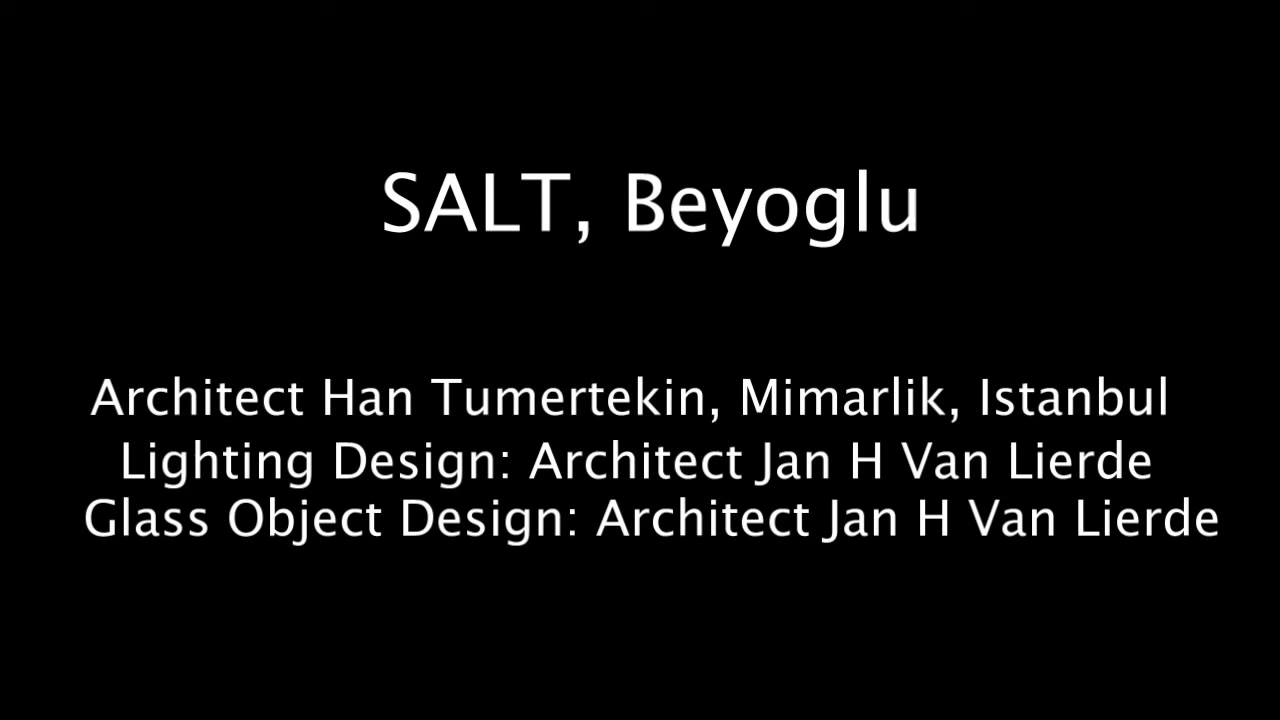 SALT, Beyoglu
Architect Han Tumertekin, Mimarlik, Istanbul
Lighting Design: Architect Jan H Van Lierde
Glass Object Design: Architect Jan H Van Lierde